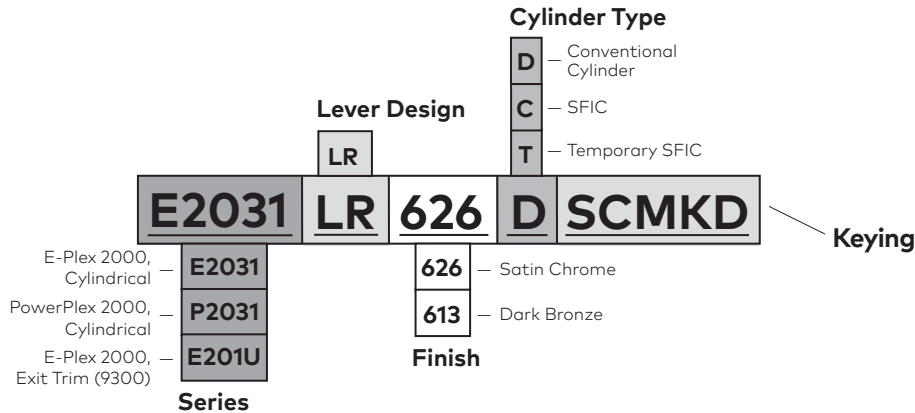 Cylinder Type
D — Conventional
Cylinder
C — SFIC
T — Temporary SFIC
Lever Design
LR
E2031 LR 626 D SCMKD
Keying
E-Plex 2000,
Cylindrical — E2031
PowerPlex 2000,
Cylindrical — P2031
E-Plex 2000,
Exit Trim (9300) — E201U
Series
626 — Satin Chrome
613 — Dark Bronze
Finish